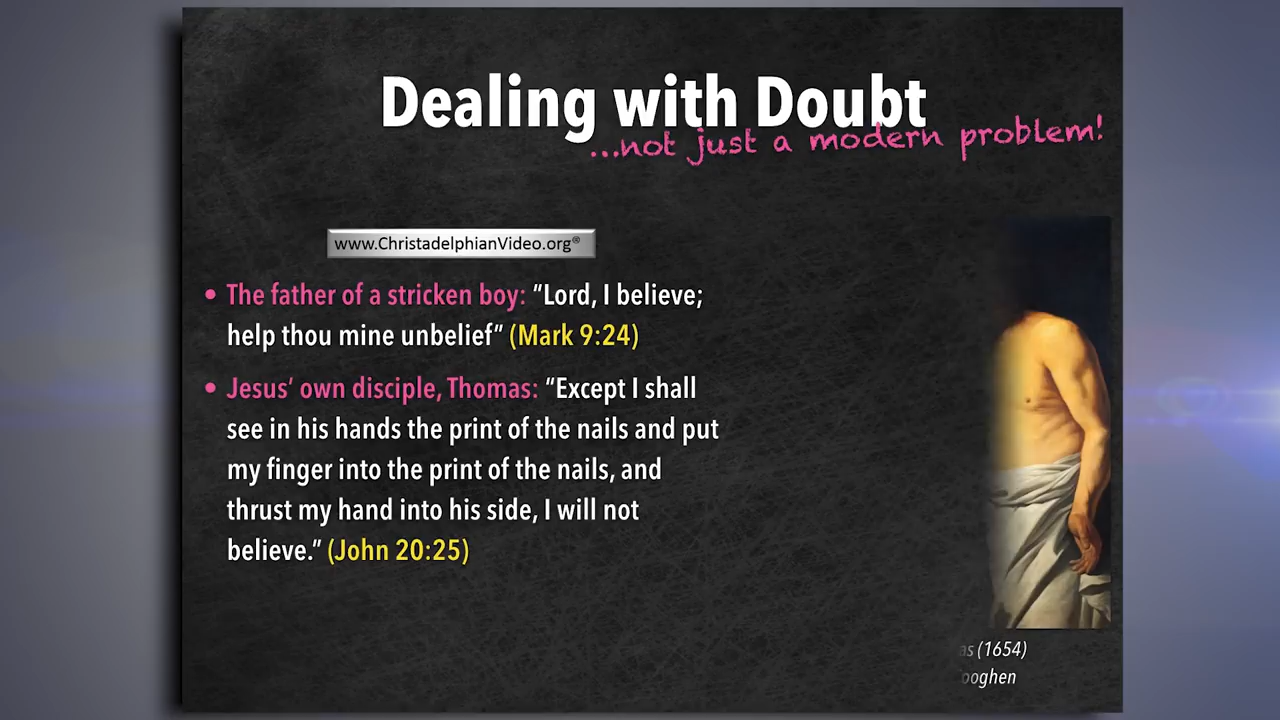 Dealing with Doubt
...not just a modern problem!
www.ChristadelphianVideo.org®
• The father of a stricken boy: “Lord, I believe;
help thou mine unbelief” (Mark 9:24)
• Jesus’ own disciple, Thomas: “Except I shall
see in his hands the print of the nails and put
my finger into the print of the nails, and
thrust my hand into his side, I will not
believe.” (John 20:25)
(1654)